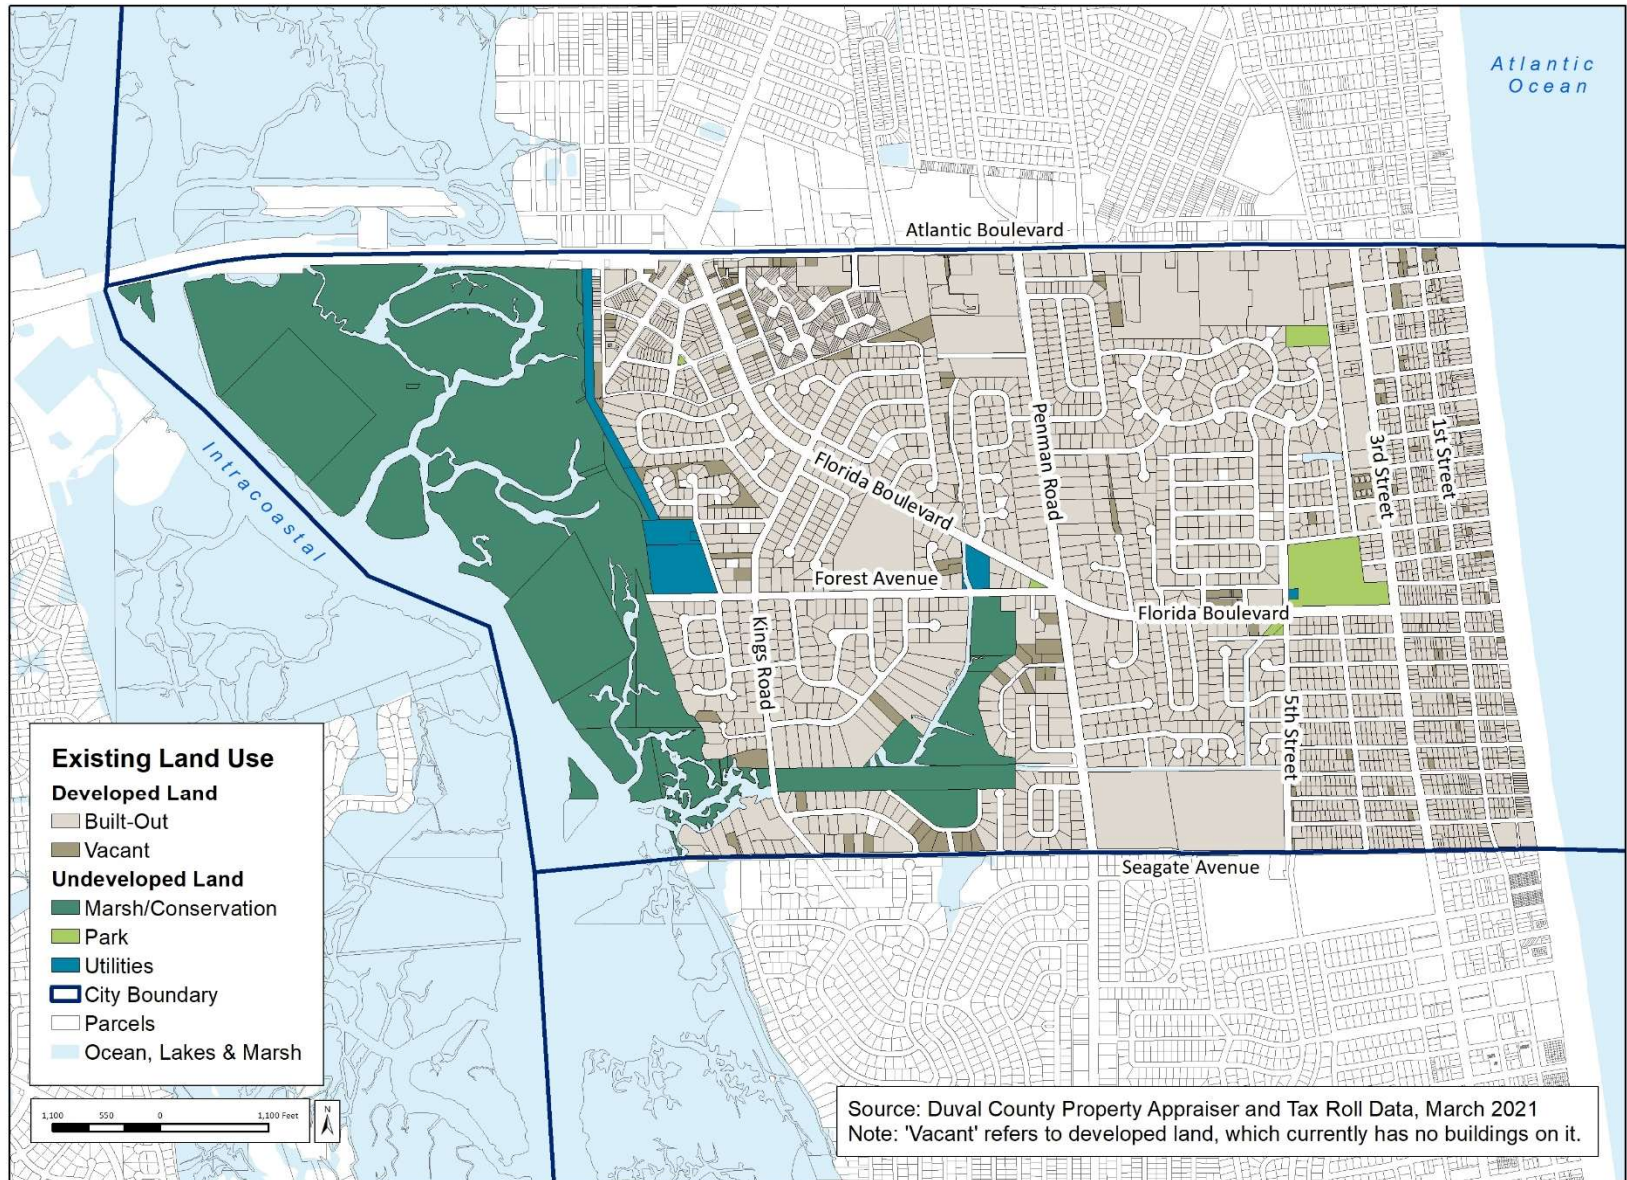 Atlantic
Ocean
Atlantic Boulevard
Intracoastal
Florida Boulevard
Penman Road
3rd Street
1st Street
Forest Avenue
Florida Boulevard
Kings Road
5th Street
Seagate Avenue
Existing Land Use
Developed Land
Built-Out
Vacant
Undeveloped Land
Marsh/Conservation
Park
Utilities
City Boundary
Parcels
Ocean, Lakes & Marsh
1,100 550 0 1,100 Feet
N
Source: Duval County Property Appraiser and Tax Roll Data, March 2021
Note: 'Vacant' refers to developed land, which currently has no buildings on it.